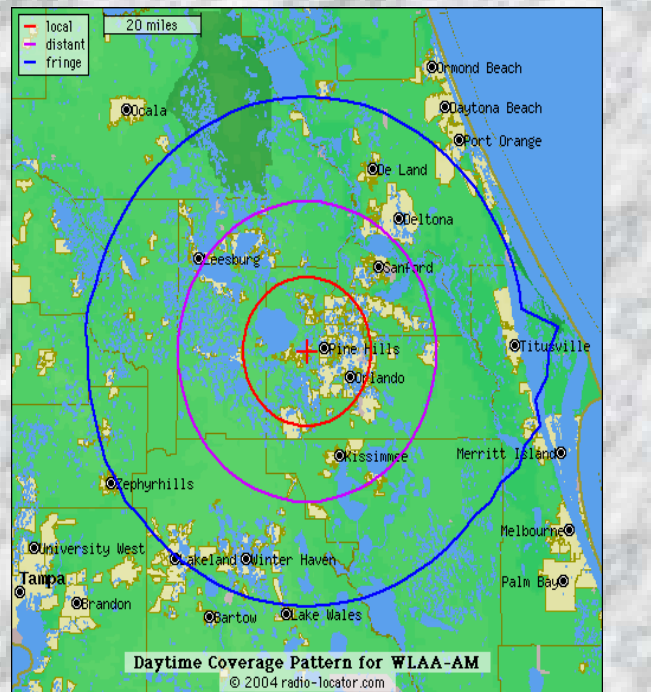 local
20 miles
distant
fringe
Ormond Beach
Ocala
Daytona Beach
Port Orange
De Land
Deltona
Leesburg
Sanford
Pine Hills
Titusville
Orlando
Kissimmee
Merritt Island
Zephyrhills
Melbourne
University West
Lakeland
Winter Haven
Tampa
Palm Bay
Brandon
Bartow
Lake Wales
Daytime Coverage Pattern for WLAA-AM
© 2004 radio-locator.com